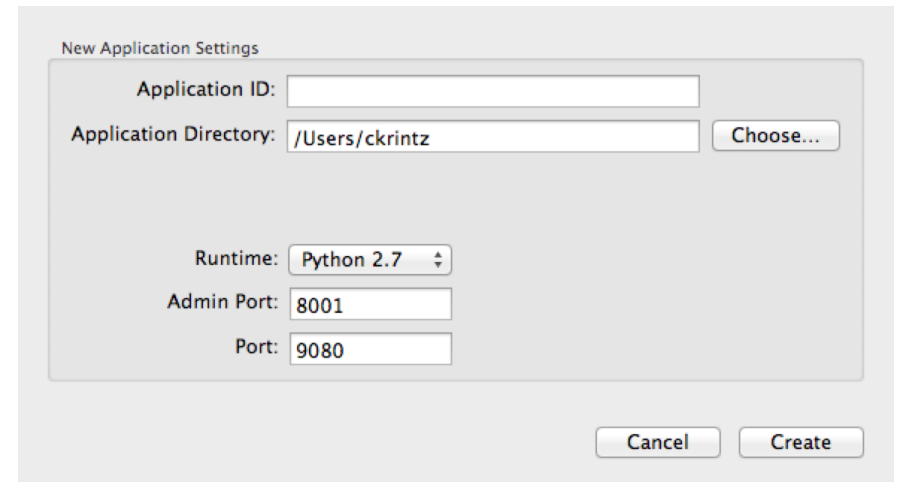 New Application Settings
Application ID:
Application Directory: /Users/ckrintz Choose...
Runtime: Python 2.7
Admin Port: 8001
Port: 9080
Cancel Create